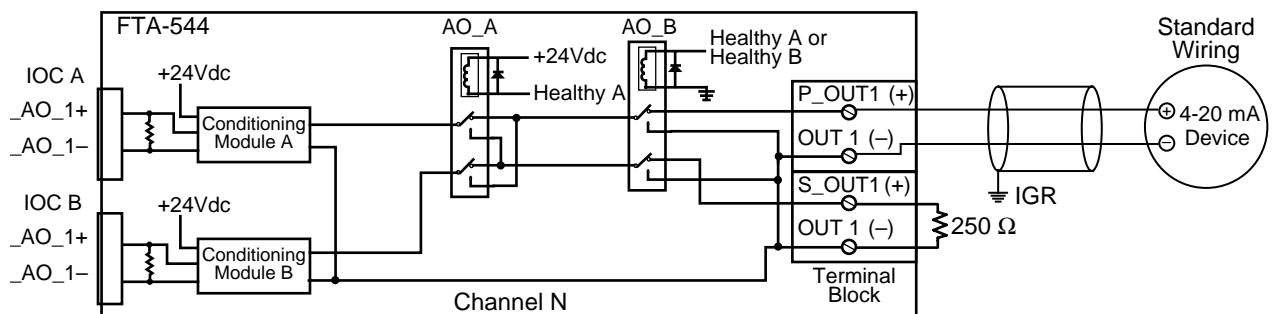 FTA-544
AO_A
AO_B
Standard
Wiring
IOC A
+24Vdc
+24Vdc
Healthy A
Healthy A or
Healthy B
_AO_1+
_AO_1–
Conditioning
Module A
P_OUT1 (+)
OUT 1 (–)
4-20 mA
Device
+
–
IGR
IOC B
+24Vdc
_AO_1+
_AO_1–
Conditioning
Module B
S_OUT1 (+)
OUT 1 (–)
250 Ω
Terminal
Block
Channel N